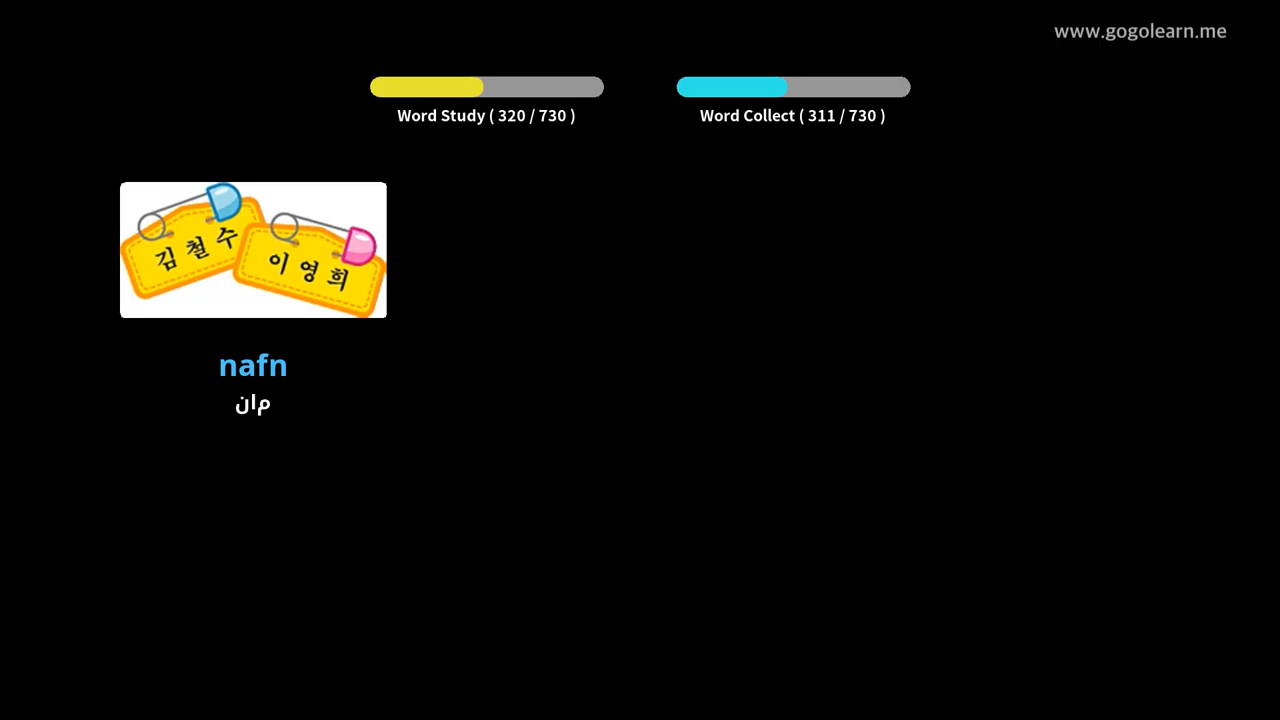 www.gogolearn.me
Word Study ( 320 / 730 )
Word Collect ( 311 / 730 )
김철수
이영희
nafn
مان